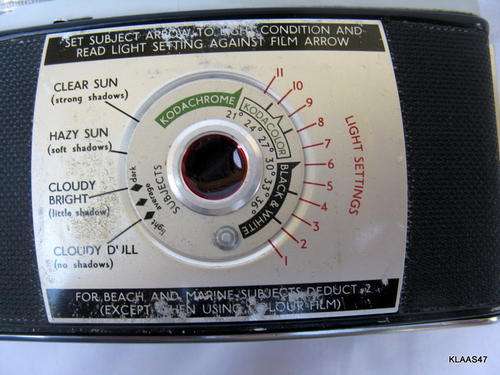 SET SUBJECT ARROW TO LIGHT CONDITION AND
READ LIGHT SETTING AGAINST FILM ARROW
CLEAR SUN
(strong shadows)
HAZY SUN
(soft shadows)
CLOUDY
BRIGHT
(little shadow)
CLOUDY DULL
(no shadows)
KODACHROME
KODACOLOR
BLACK & WHITE
21° 24° 27° 30° 33° 36°
SUBJECTS
dark
average
light
11
10
9
8
7
6
5
4
3
2
1
LIGHT SETTINGS
FOR BEACH AND MARINE SUBJECTS DEDUCT 2
(EXCEPT WHEN USING COLOUR FILM)
KLAAS47